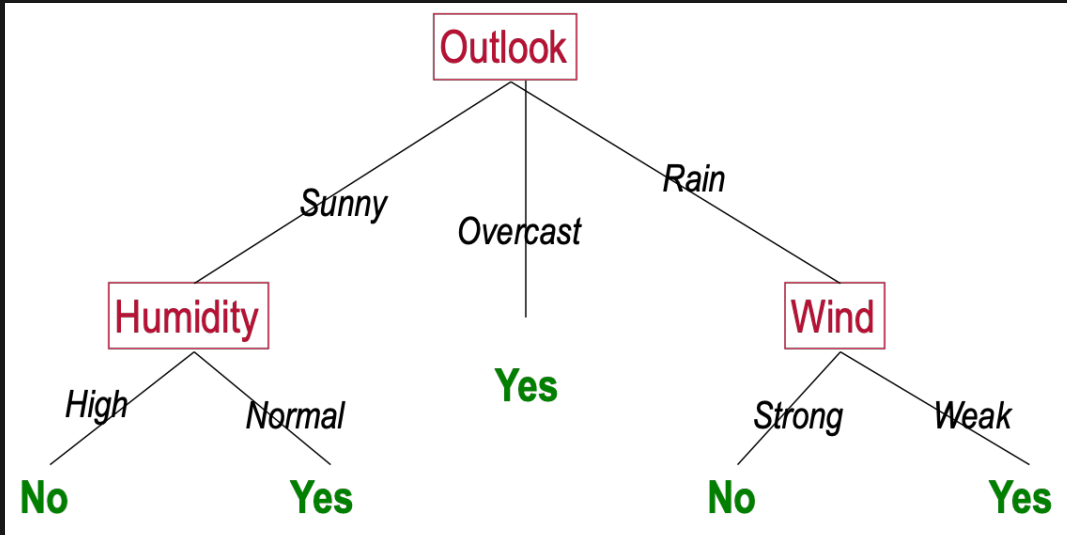 Outlook
Sunny
Overcast
Rain
Humidity
Wind
Yes
High
Normal
Strong
Weak
No
Yes
No
Yes